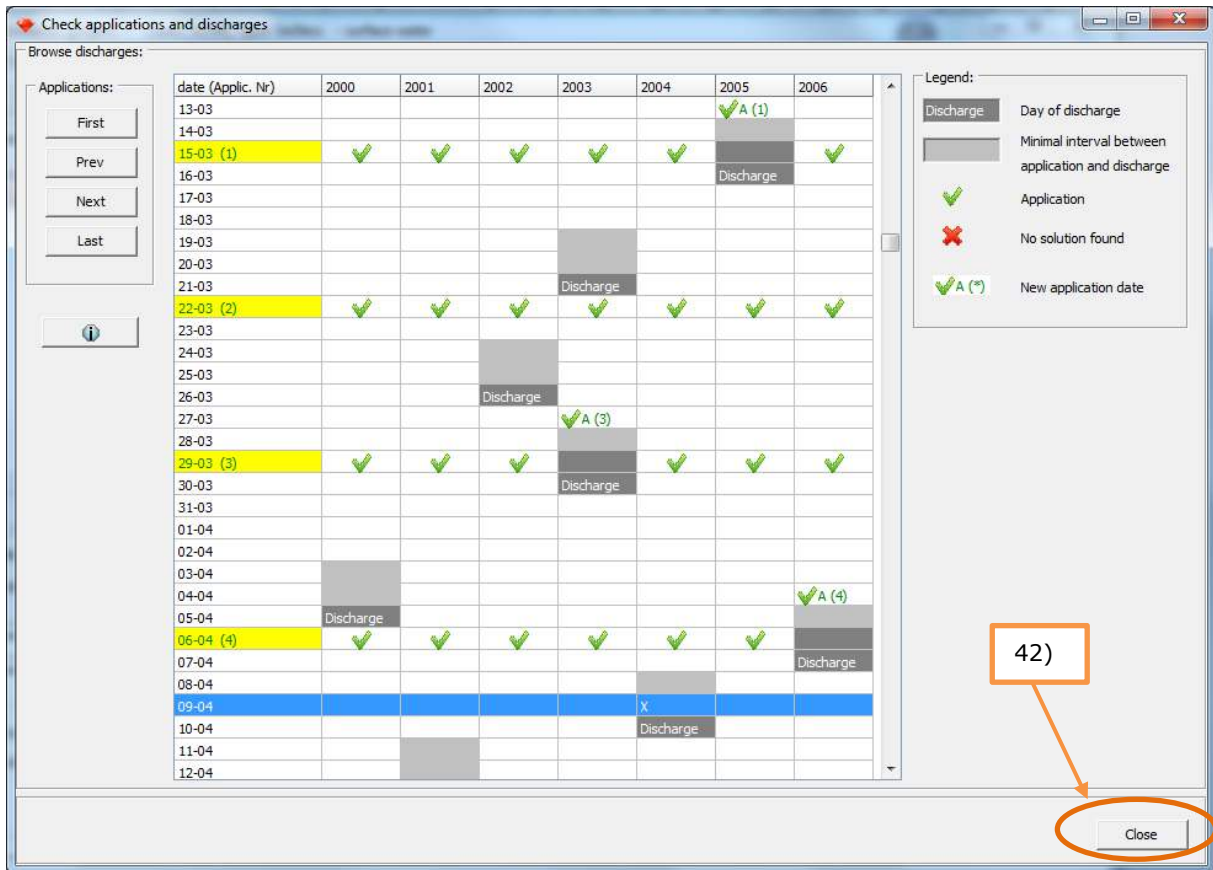 Check applications and discharges
Browse discharges:
Applications:
First
Prev
Next
Last
date (Applic. Nr) 2000 2001 2002 2003 2004 2005 2006
13-03 A (1)
14-03
15-03 (1)
16-03 Discharge
17-03
18-03
19-03
20-03
21-03 Discharge
22-03 (2)
23-03
24-03
25-03
26-03 Discharge
27-03 A (3)
28-03
29-03 (3)
30-03 Discharge
31-03
01-04
02-04
03-04
04-04 A (4)
05-04 Discharge
06-04 (4)
07-04 Discharge
08-04
09-04 X
10-04 Discharge
11-04
12-04
Legend:
Discharge Day of discharge
Minimal interval between
application and discharge
Application
No solution found
A (*) New application date
42)
Close